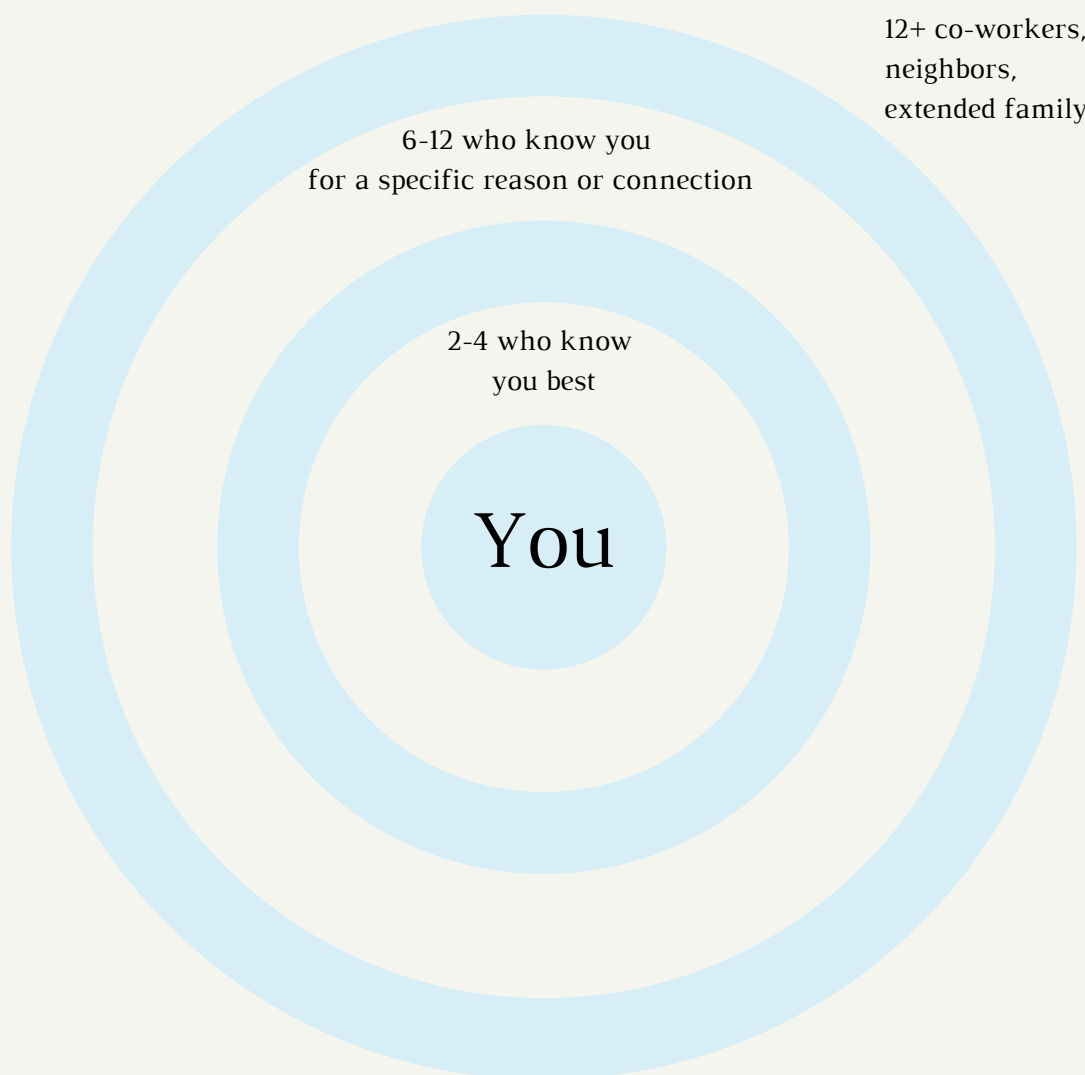 12+ co-workers,
neighbors,
extended family
6-12 who know you
for a specific reason or connection
2-4 who know
you best
You